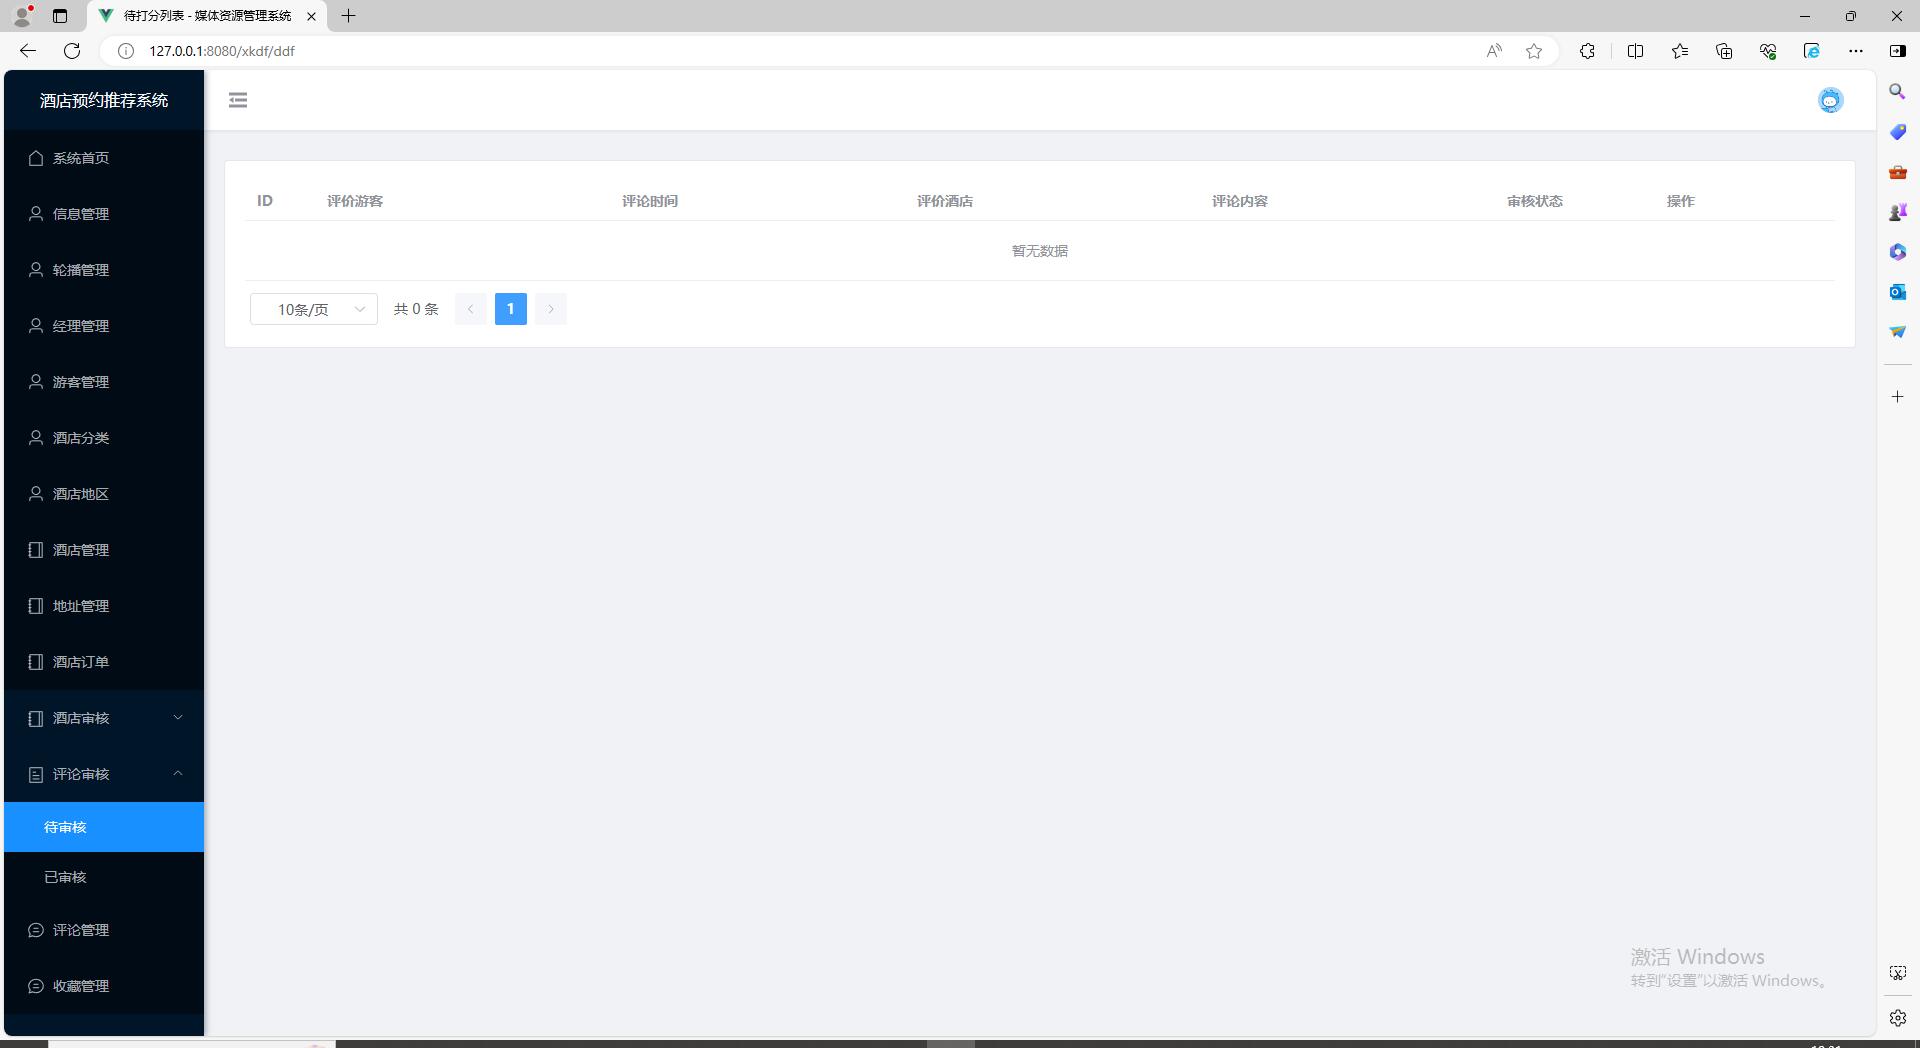 待打分列表 - 媒体资源管理系统
127.0.0.1:8080/xkdf/ddf
酒店预约推荐系统
系统首页
信息管理
轮播管理
经理管理
游客管理
酒店分类
酒店地区
酒店管理
地址管理
酒店订单
酒店审核
评论审核
待审核
已审核
评论管理
收藏管理
ID 评价游客 评论时间 评价酒店 评论内容 审核状态 操作
暂无数据
10条/页 共 0 条 1
激活 Windows
转到“设置”以激活 Windows。